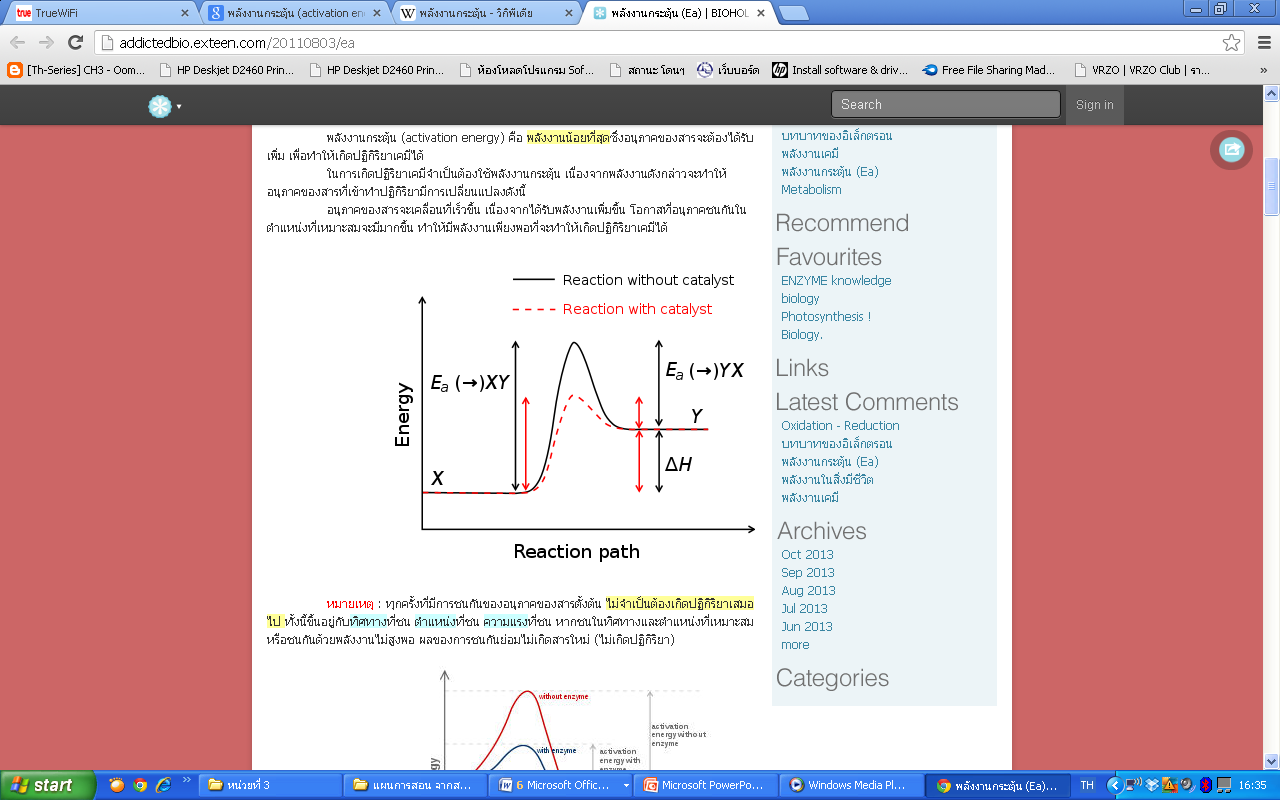 TrueWiFi
พลังงานกระตุ้น (activation en
พลังงานกระตุ้น - วิกิพีเดีย
พลังงานกระตุ้น (Ea) | BIOHOL
addictedbio.exteen.com/20110803/ea
[Th-Series] CH3 - Oom...
HP Deskjet D2460 Prin...
HP Deskjet D2460 Prin...
ห้องโหลดโปรแกรม Sof...
สถานะ โดนๆ
เว็บบอร์ด
Install software & driv...
Free File Sharing Mad...
VRZO | VRZO Club | รา...
»
Search
Sign in
พลังงานกระตุ้น (activation energy) คือ พลังงานน้อยที่สุดซึ่งอนุภาคของสารจะต้องได้รับ
เพิ่ม เพื่อทำให้เกิดปฏิกิริยาเคมีได้
ในการเกิดปฏิริยาเคมีจำเป็นต้องใช้พลังงานกระตุ้น เนื่องจากพลังงานดังกล่าวจะทำให้
อนุภาคของสารที่เข้าทำปฏิกิริยามีการเปลี่ยนแปลงดังนี้
อนุภาคของสารจะเคลื่อนที่เร็วขึ้น เนื่องจากได้รับพลังงานเพิ่มขึ้น โอกาสที่อนุภาคชนกันใน
ตำแหน่งที่เหมาะสมจะมีมากขึ้น ทำให้มีพลังงานเพียงพอที่จะทำให้เกิดปฏิกิริยาเคมีได้
Reaction without catalyst
Reaction with catalyst
Energy
Ea (→)XY
Ea (→)YX
Y
ΔH
X
Reaction path
หมายเหตุ : ทุกครั้งที่มีการชนกันของอนุภาคของสารตั้งต้น ไม่จำเป็นต้องเกิดปฏิกิริยาเสมอ
ไป ทั้งนี้ขึ้นอยู่กับทิศทางที่ชน ตำแหน่งที่ชน ความแรงที่ชน หากชนในทิศทางและตำแหน่งที่เหมาะสม
หรือชนกันด้วยพลังงานไม่สูงพอ ผลของการชนกันย่อมไม่เกิดสารใหม่ (ไม่เกิดปฏิกิริยา)
without enzyme
with enzyme
activation
energy without
enzyme
activation
energy with
บทบาทของอิเล็กตรอน
พลังงานเคมี
พลังงานกระตุ้น (Ea)
Metabolism
Recommend
Favourites
ENZYME knowledge
biology
Photosynthesis !
Biology.
Links
Latest Comments
Oxidation - Reduction
บทบาทของอิเล็กตรอน
พลังงานกระตุ้น (Ea)
พลังงานในสิ่งมีชีวิต
พลังงานเคมี
Archives
Oct 2013
Sep 2013
Aug 2013
Jul 2013
Jun 2013
more
Categories
start
»
หน่วยที่ 3
แผนการสอน จากส...
6 Microsoft Offic...
Microsoft PowerPo...
Windows Media Pl...
พลังงานกระตุ้น (Ea)...
TH
16:35